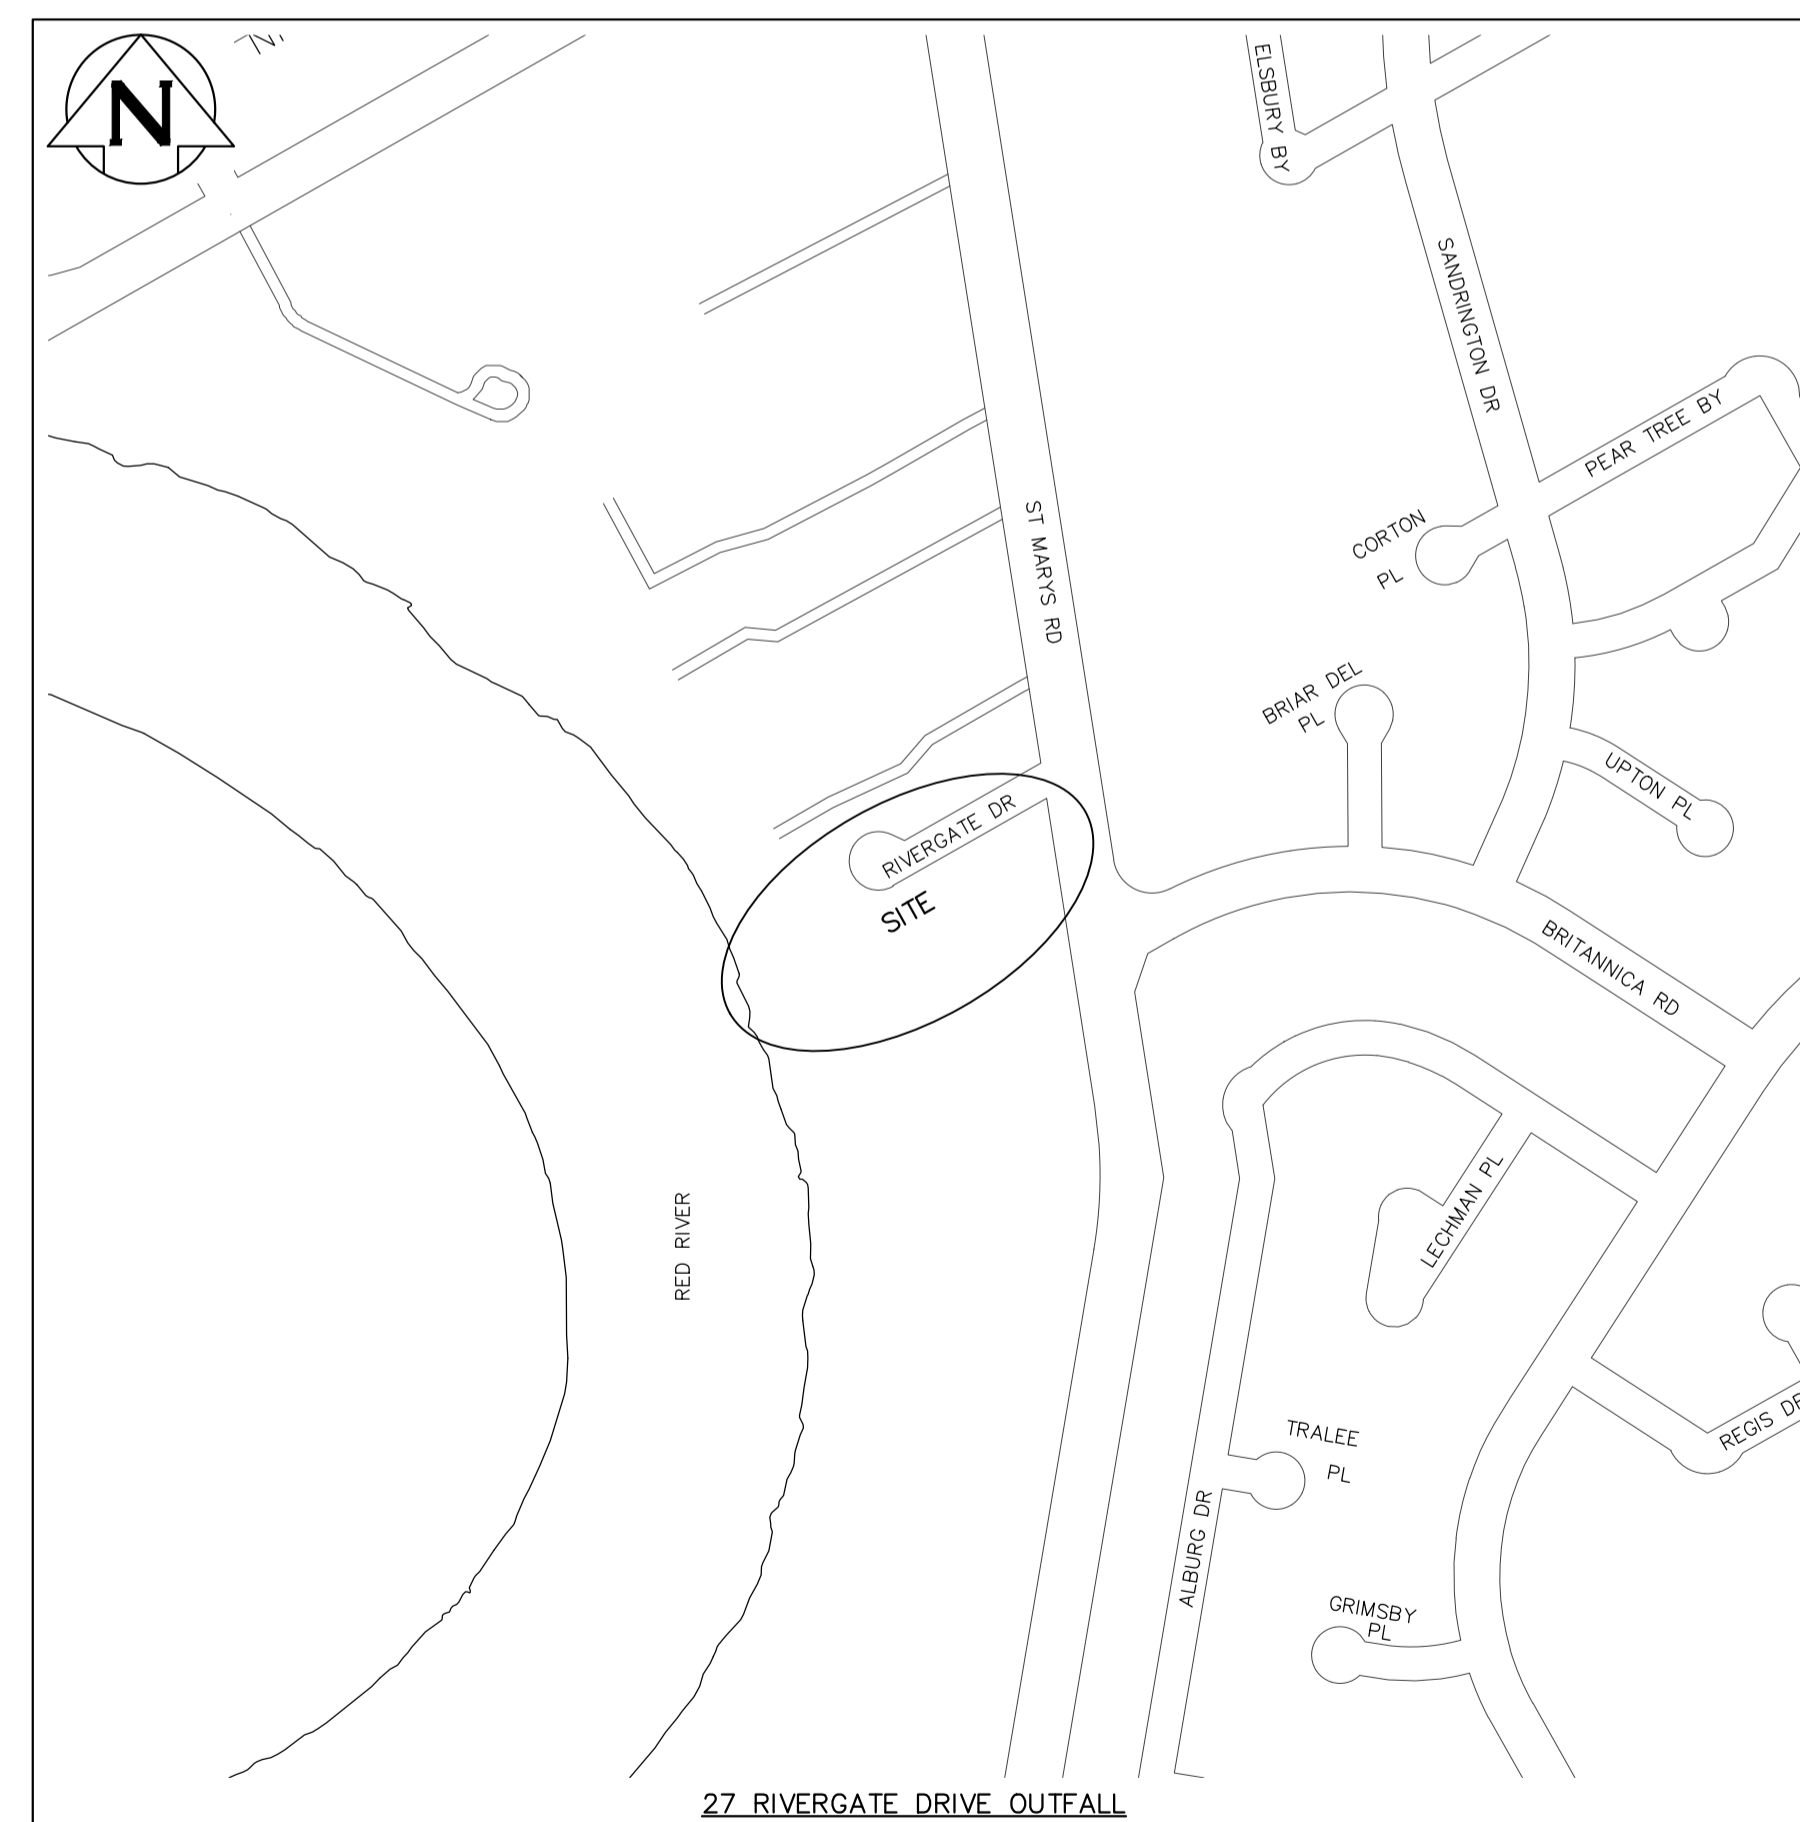 N
ELSBURY BY
SANDRINGTON DR
PEAR TREE BY
CORTON
PL
ST MARYS RD
BRIAR DEL
PL
UPTON PL
RIVERGATE DR
SITE
BRITANNICA RD
LECHMAN PL
RED RIVER
REGIS DR
TRALEE
PL
ALBURG DR
GRIMSBY
PL
27 RIVERGATE DRIVE OUTFALL